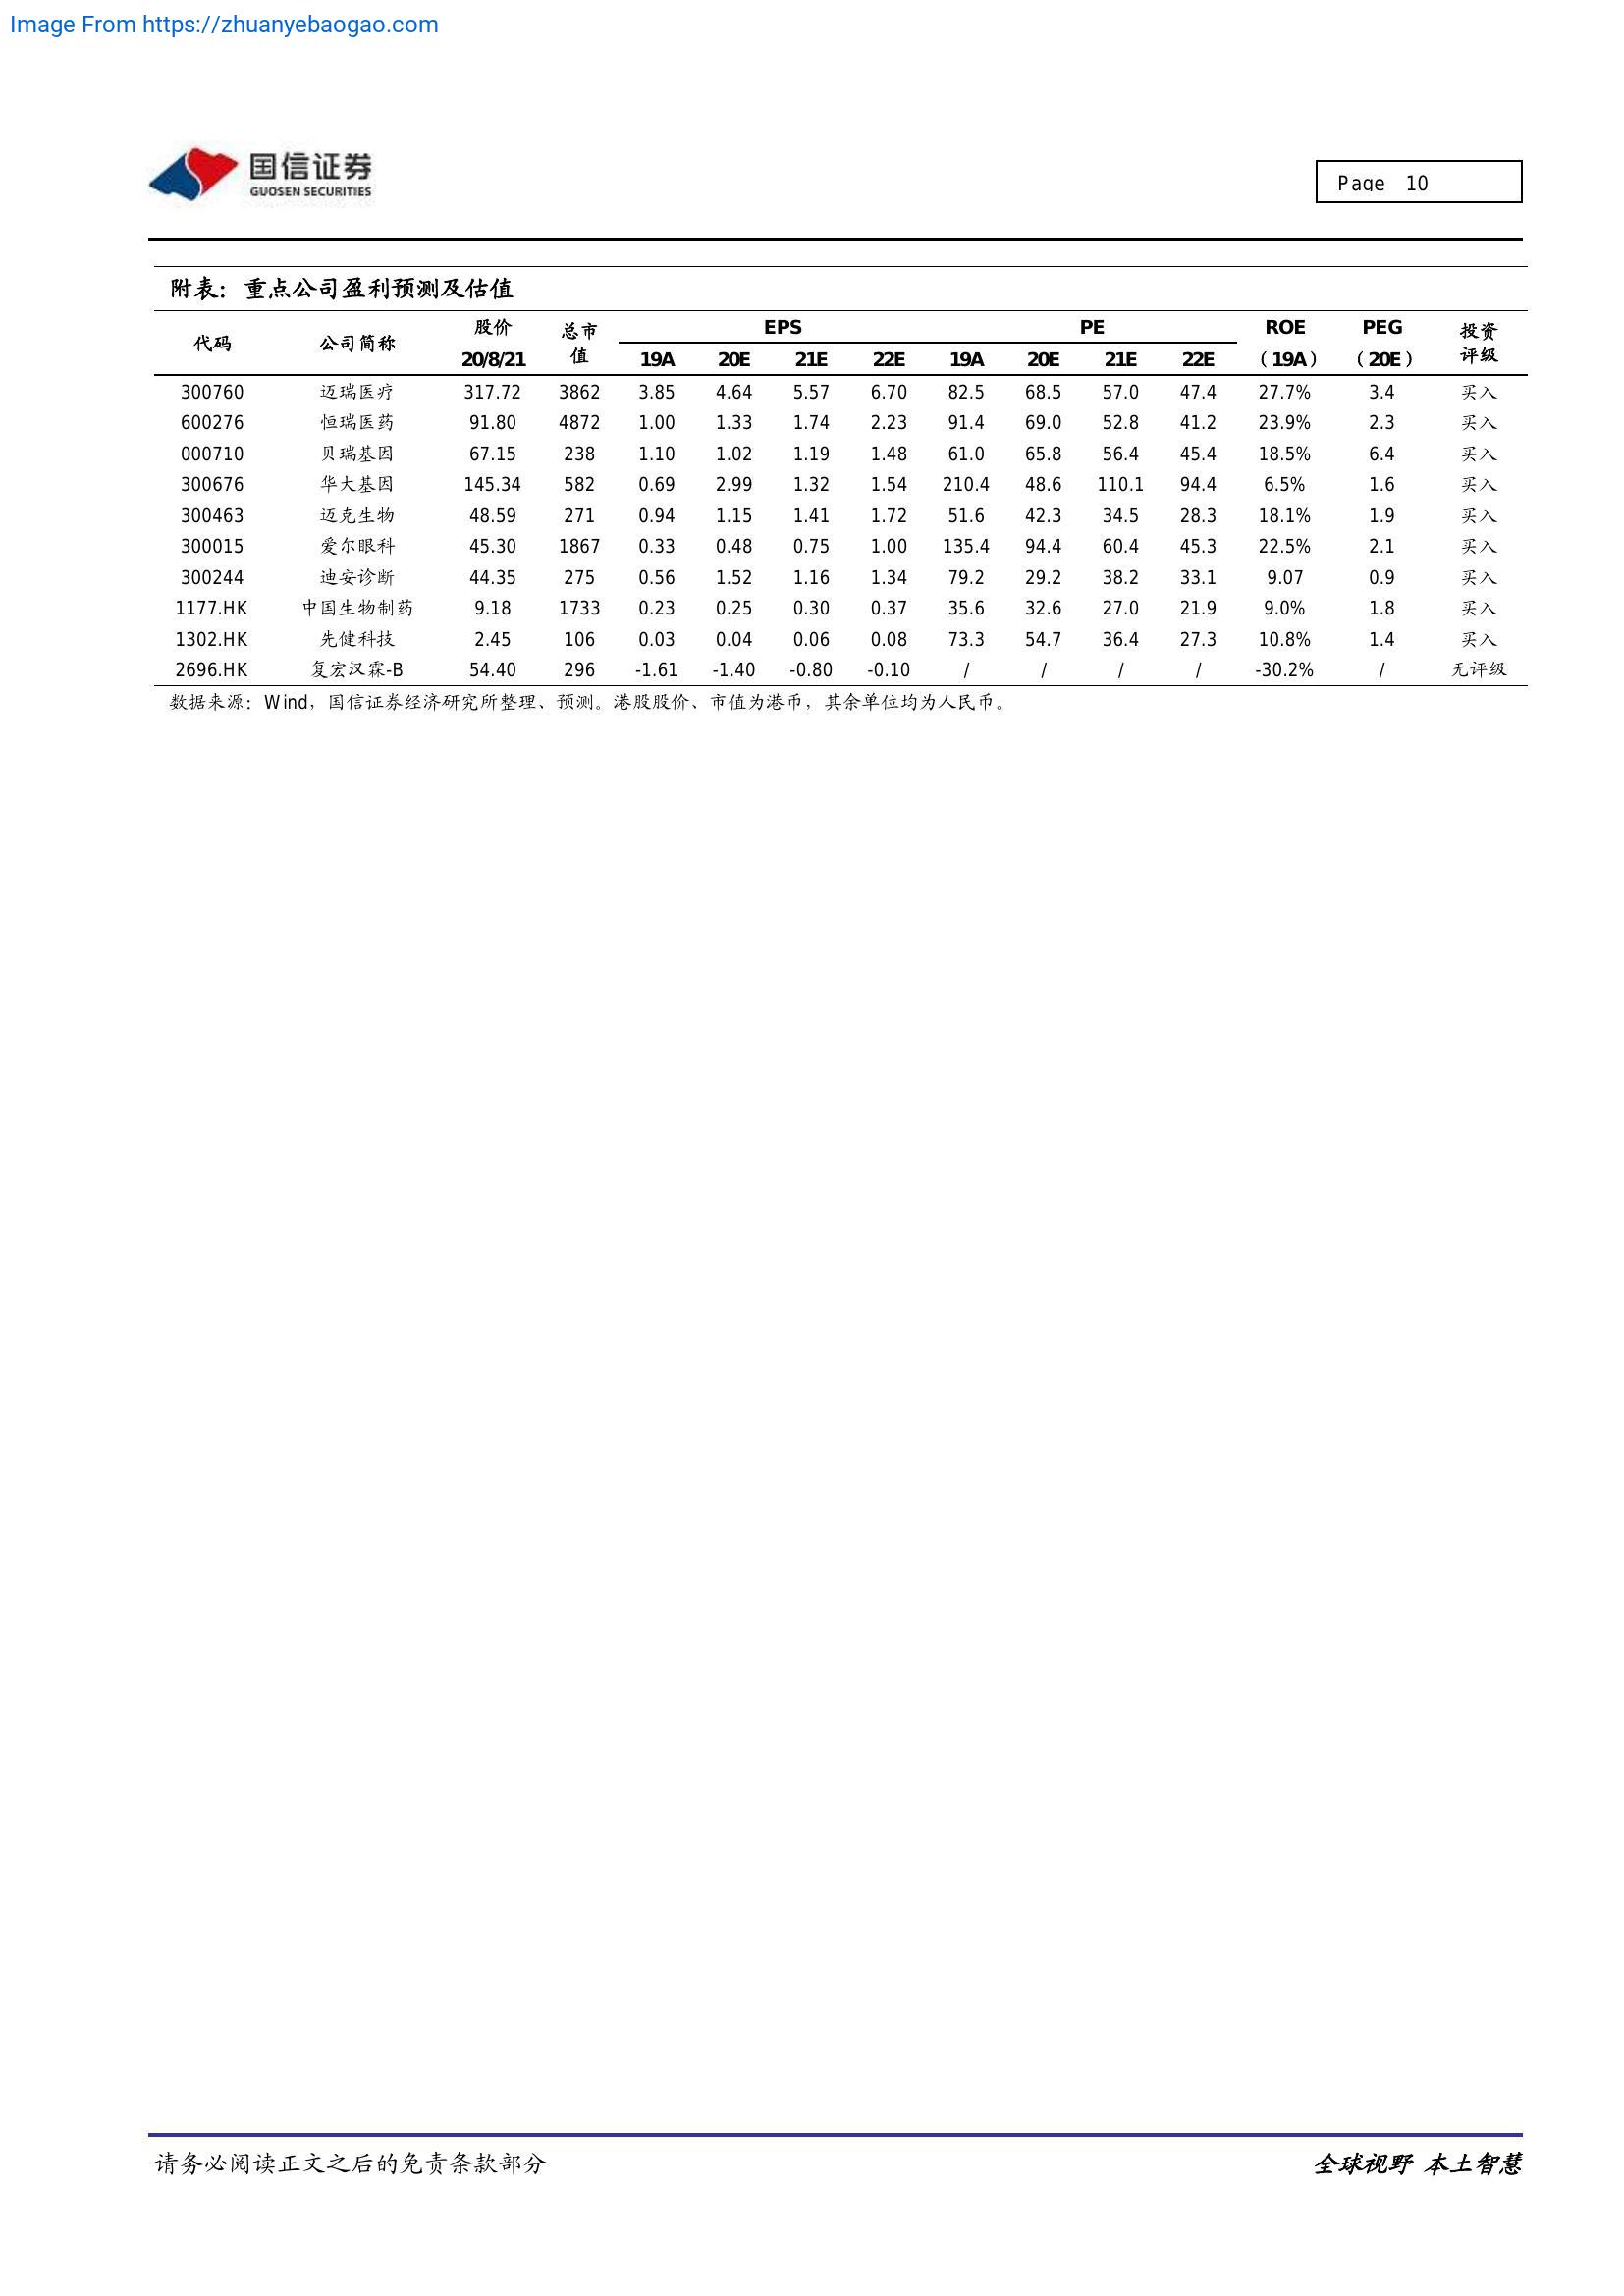 Image From https://zhuanyebaogao.com
国信证券
GUOSEN SECURITIES
Page 10
附表：重点公司盈利预测及估值
代码 公司简称 股价 总市值 EPS PE ROE PEG 投资评级
20/8/21 19A 20E 21E 22E 19A 20E 21E 22E （19A） （20E）
300760 迈瑞医疗 317.72 3862 3.85 4.64 5.57 6.70 82.5 68.5 57.0 47.4 27.7% 3.4 买入
600276 恒瑞医药 91.80 4872 1.00 1.33 1.74 2.23 91.4 69.0 52.8 41.2 23.9% 2.3 买入
000710 贝瑞基因 67.15 238 1.10 1.02 1.19 1.48 61.0 65.8 56.4 45.4 18.5% 6.4 买入
300676 华大基因 145.34 582 0.69 2.99 1.32 1.54 210.4 48.6 110.1 94.4 6.5% 1.6 买入
300463 迈克生物 48.59 271 0.94 1.15 1.41 1.72 51.6 42.3 34.5 28.3 18.1% 1.9 买入
300015 爱尔眼科 45.30 1867 0.33 0.48 0.75 1.00 135.4 94.4 60.4 45.3 22.5% 2.1 买入
300244 迪安诊断 44.35 275 0.56 1.52 1.16 1.34 79.2 29.2 38.2 33.1 9.07 0.9 买入
1177.HK 中国生物制药 9.18 1733 0.23 0.25 0.30 0.37 35.6 32.6 27.0 21.9 9.0% 1.8 买入
1302.HK 先健科技 2.45 106 0.03 0.04 0.06 0.08 73.3 54.7 36.4 27.3 10.8% 1.4 买入
2696.HK 复宏汉霖-B 54.40 296 -1.61 -1.40 -0.80 -0.10 / / / / -30.2% / 无评级
数据来源：Wind，国信证券经济研究所整理、预测。港股股价、市值为港币，其余单位均为人民币。
请务必阅读正文之后的免责条款部分
全球视野 本土智慧